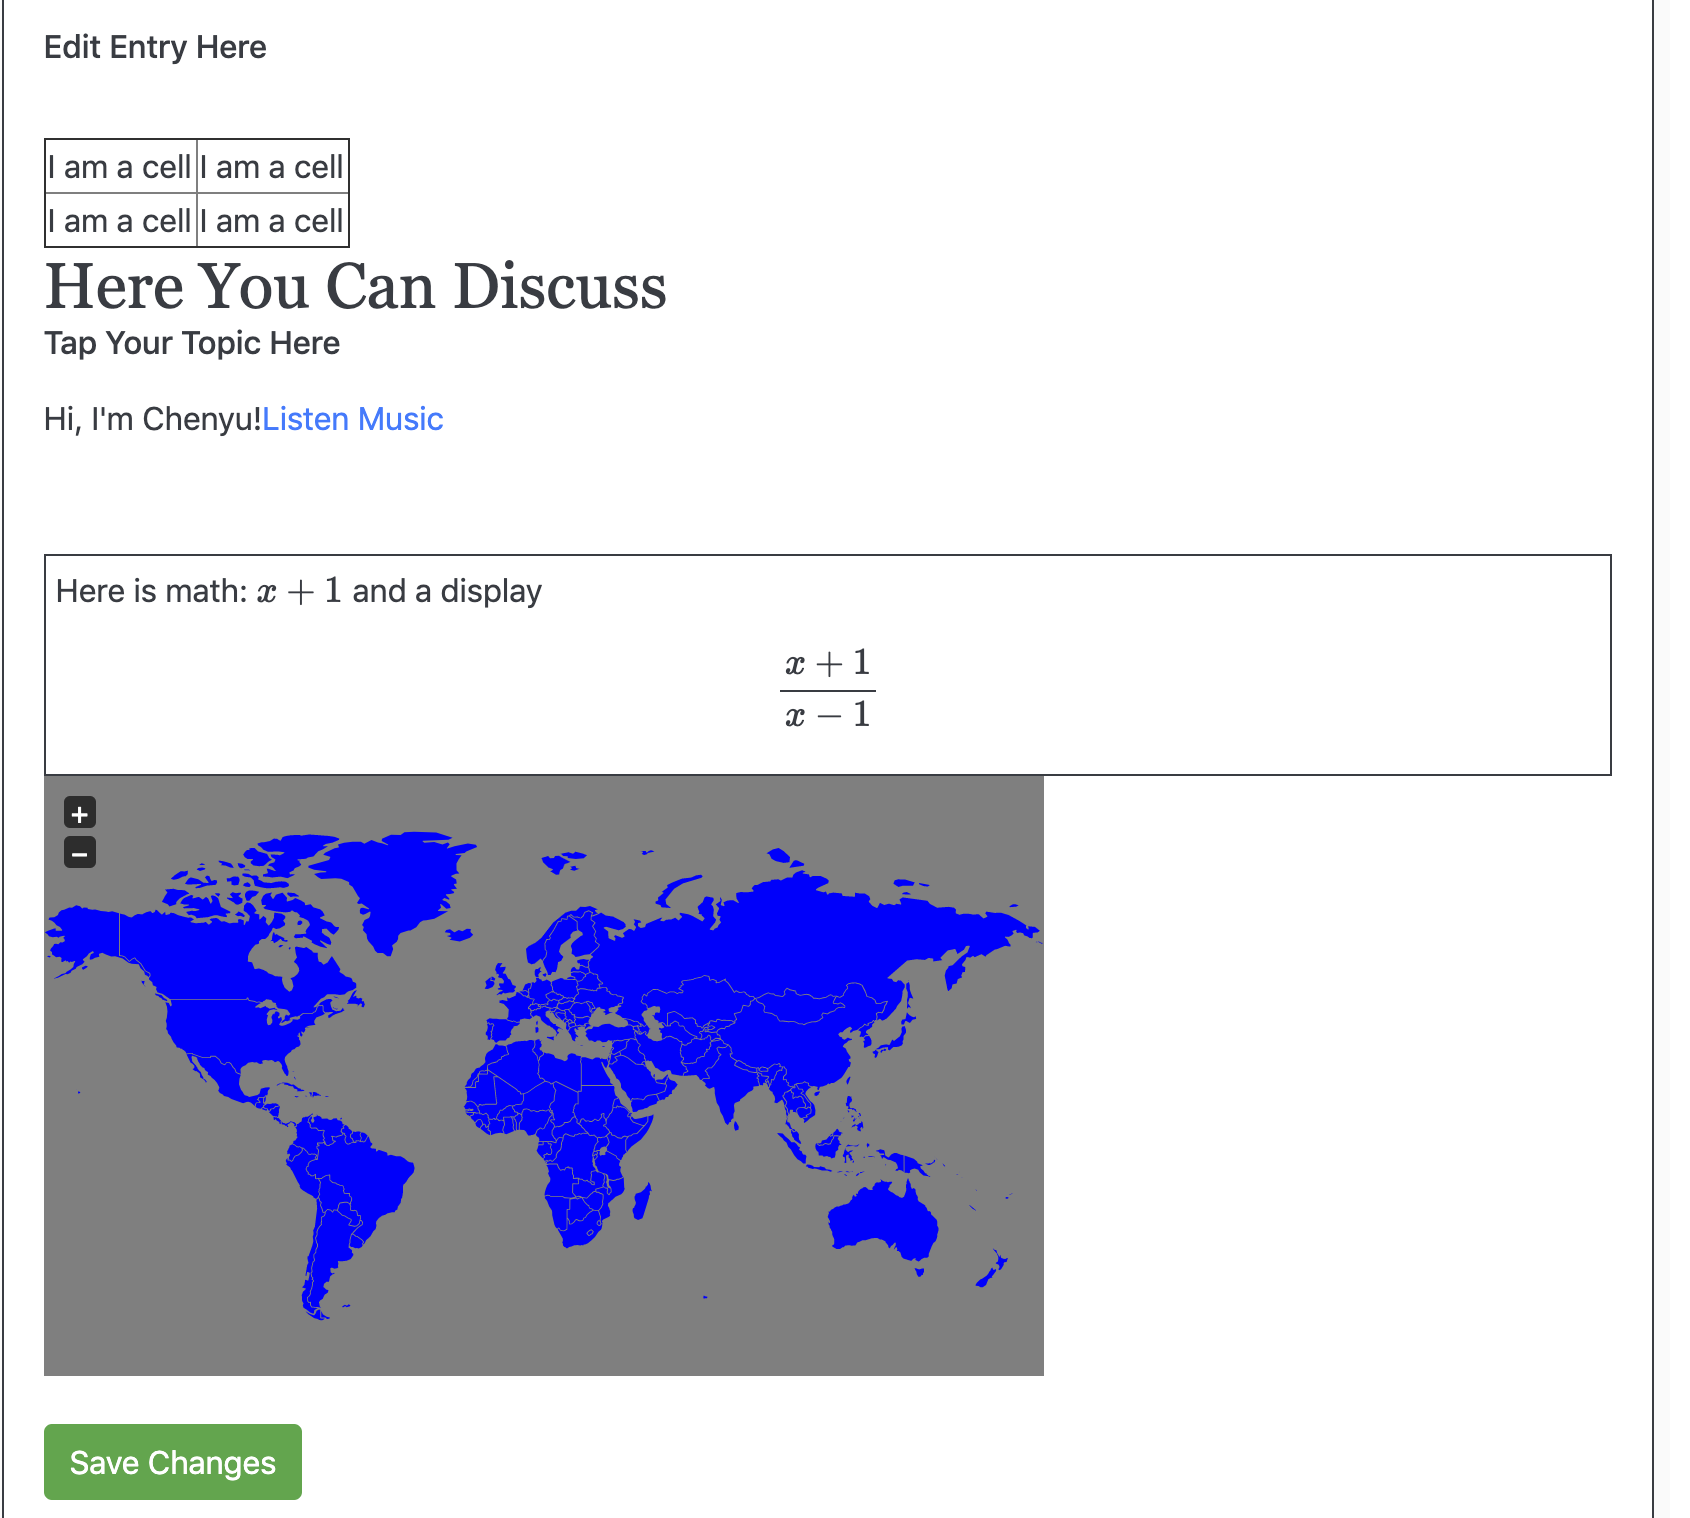 Edit Entry Here
I am a cell I am a cell
I am a cell I am a cell
Here You Can Discuss
Tap Your Topic Here
Hi, I'm Chenyu!Listen Music
Here is math: x + 1 and a display
x + 1
x − 1
+
−
Save Changes